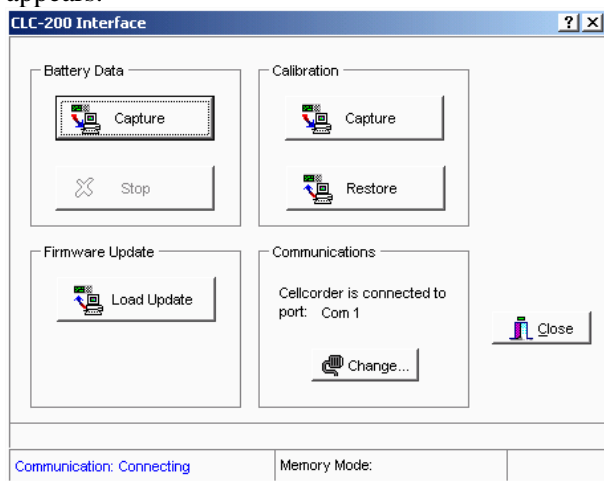 appears.
CLC-200 Interface
Battery Data
Capture
Stop
Calibration
Capture
Restore
Firmware Update
Load Update
Communications
Cellcorder is connected to
port: Com 1
Change...
Close
Communication: Connecting
Memory Mode: